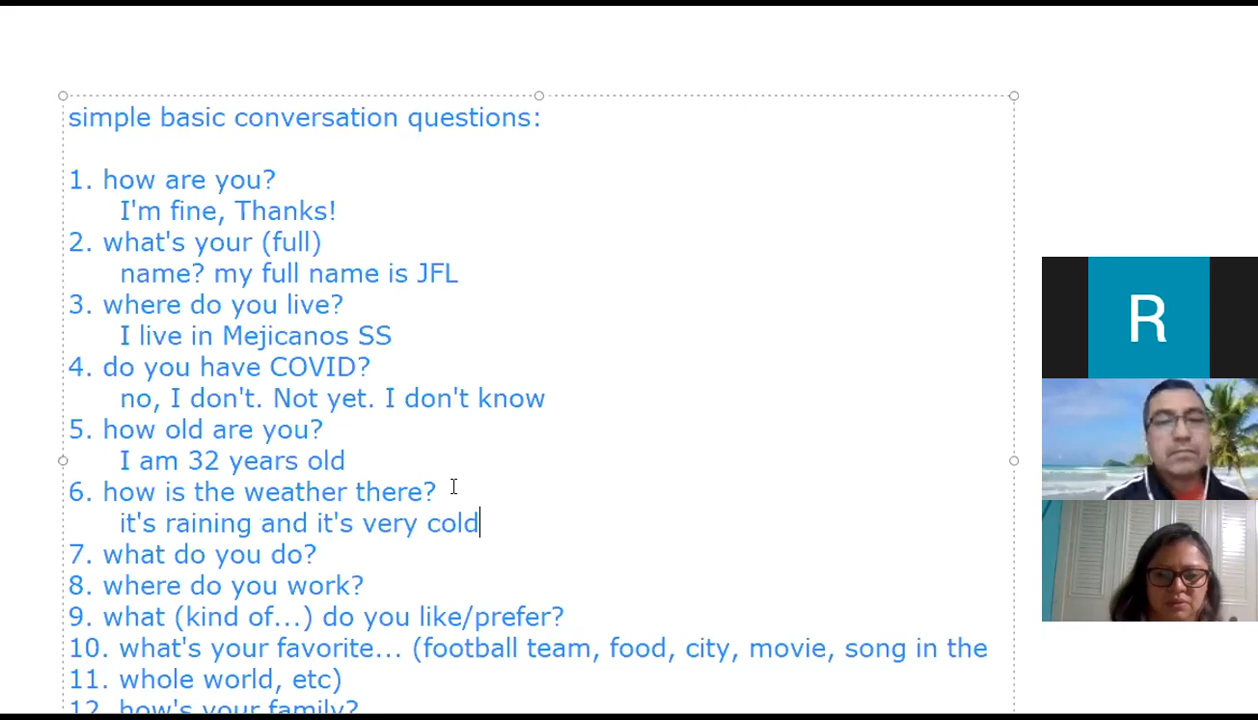 simple basic conversation questions:
1. how are you?
I'm fine, Thanks!
2. what's your (full)
name? my full name is JFL
3. where do you live?
I live in Mejicanos SS
4. do you have COVID?
no, I don't. Not yet. I don't know
5. how old are you?
I am 32 years old
6. how is the weather there?
it's raining and it's very cold
7. what do you do?
8. where do you work?
9. what (kind of...) do you like/prefer?
10. what's your favorite... (football team, food, city, movie, song in the
11. whole world, etc)
12. how's your family?
R